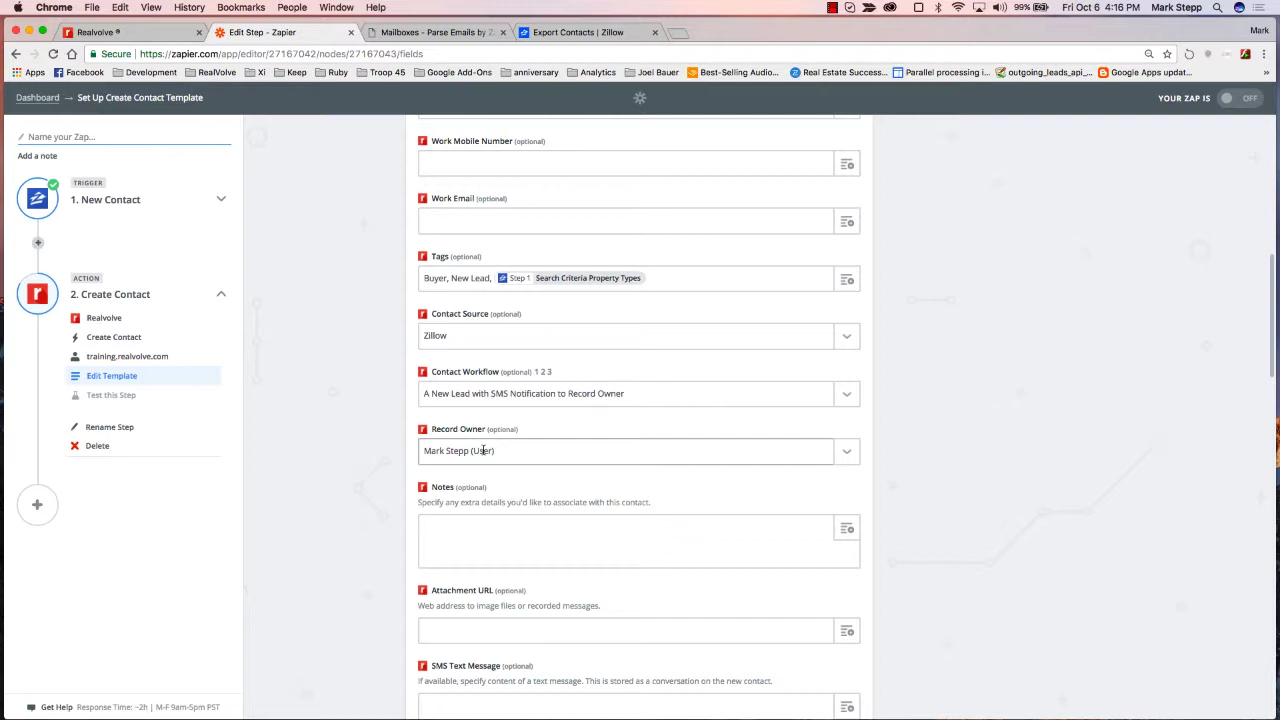 Chrome File Edit View History Bookmarks People Window Help 99% Fri Oct 6 4:16 PM Mark Stepp
Realvolve ® Edit Step - Zapier Mailboxes - Parse Emails by Z... Export Contacts | Zillow Mark
Secure https://zapier.com/app/editor/27167042/nodes/27167043/fields
Apps Facebook Development RealVolve Xi Keep Ruby Troop 45 Google Add-Ons anniversary Analytics Joel Bauer Best-Selling Audio... Real Estate Success... Parallel processing i... outgoing_leads_api_... Google Apps updat... »
Dashboard → Set Up Create Contact Template YOUR ZAP IS OFF
Name your Zap...
Add a note
TRIGGER
1. New Contact
ACTION
2. Create Contact
Realvolve
Create Contact
training.realvolve.com
Edit Template
Test this Step
Rename Step
Delete
Get Help Response Time: ~2h | M-F 9am-5pm PST
Work Mobile Number (optional)
Work Email (optional)
Tags (optional)
Buyer, New Lead, Step 1 Search Criteria Property Types
Contact Source (optional)
Zillow
Contact Workflow (optional) 1 2 3
A New Lead with SMS Notification to Record Owner
Record Owner (optional)
Mark Stepp (User)
Notes (optional)
Specify any extra details you'd like to associate with this contact.
Attachment URL (optional)
Web address to image files or recorded messages.
SMS Text Message (optional)
If available, specify content of a text message. This is stored as a conversation on the new contact.